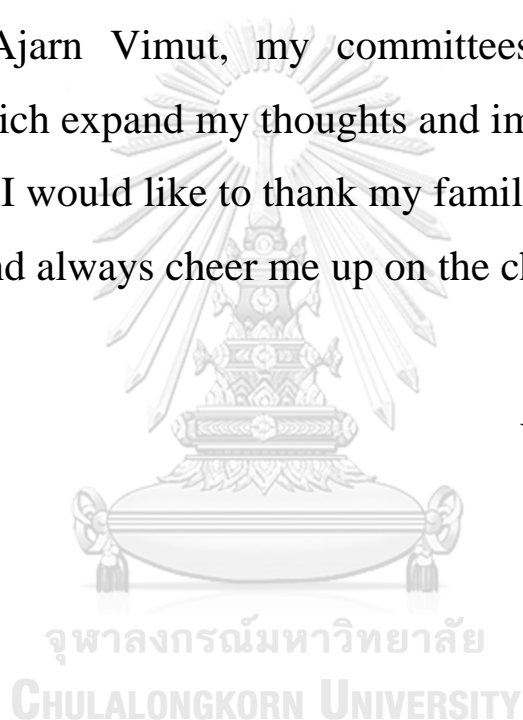 Ajarn Vimut, my committees
ich expand my thoughts and im
I would like to thank my famil
nd always cheer me up on the cl
จุฬาลงกรณ์มหาวิทยาลัย
CHULALONGKORN UNIVERSITY